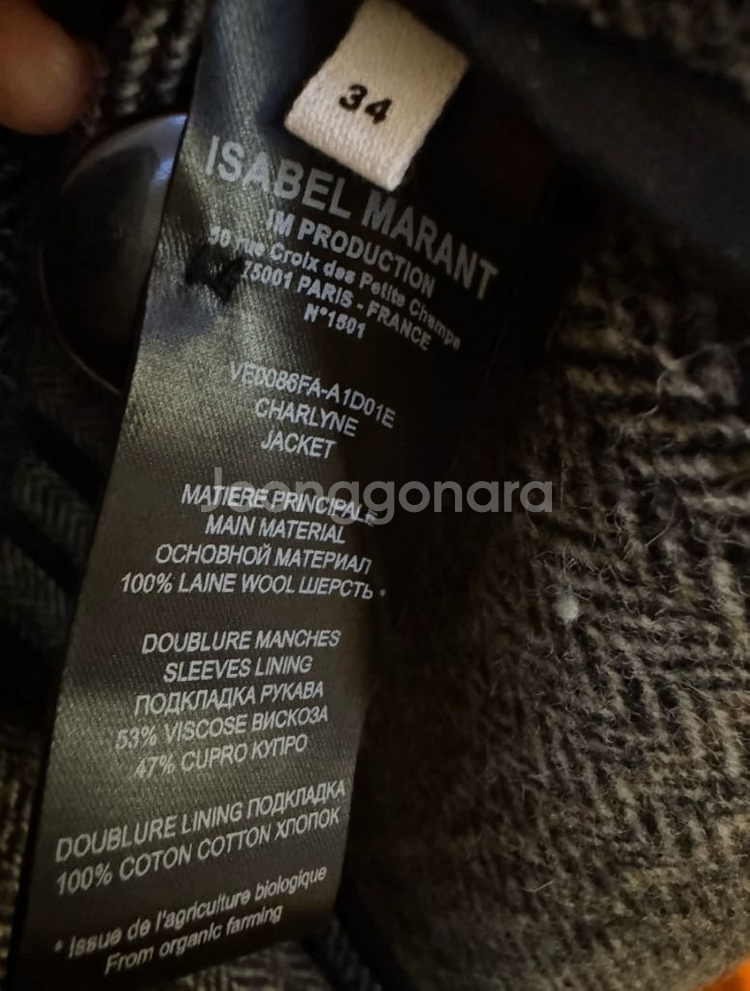 34
ISABEL MARANT
IM PRODUCTION
50 rue Croix des Petits Champs
75001 PARIS - FRANCE
N°1501
VE0086FA-A1D01E
CHARLYNE
JACKET
Joonggonara
MATIERE PRINCIPALE
MAIN MATERIAL
ОСНОВНОЙ МАТЕРИАЛ
100% LAINE WOOL ШЕРСТЬ *
DOUBLURE MANCHES
SLEEVES LINING
ПОДКЛАДКА РУКАВА
53% VISCOSE ВИСКОЗА
47% CUPRO КУПРО
DOUBLURE LINING ПОДКЛАДКА
100% COTON COTTON ХЛОПОК
* Issue de l'agriculture biologique
From organic farming